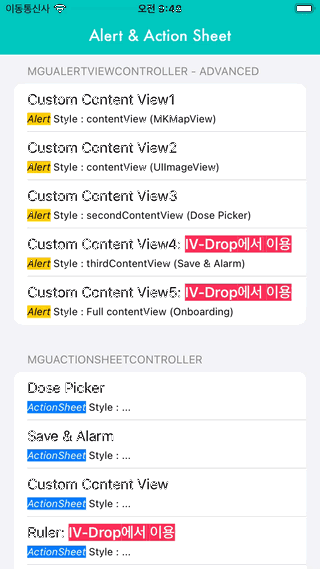 이동통신사 오전 3:42
Alert & Action Sheet
MGUALERTVIEWCONTROLLER - ADVANCED
Custom Content View1
Alert Style : contentView (MKMapView)
Custom Content View2
Alert Style : contentView (UIImageView)
Custom Content View3
Alert Style : secondContentView (Dose Picker)
Custom Content View4: IV-Drop에서 이용
Alert Style : thirdContentView (Save & Alarm)
Custom Content View5: IV-Drop에서 이용
Alert Style : Full contentView (Onboarding)
MGUACTIONSHEETCONTROLLER
Dose Picker
ActionSheet Style : ...
Save & Alarm
ActionSheet Style : ...
Custom Content View
ActionSheet Style : ...
Ruler: IV-Drop에서 이용
ActionSheet Style : ...